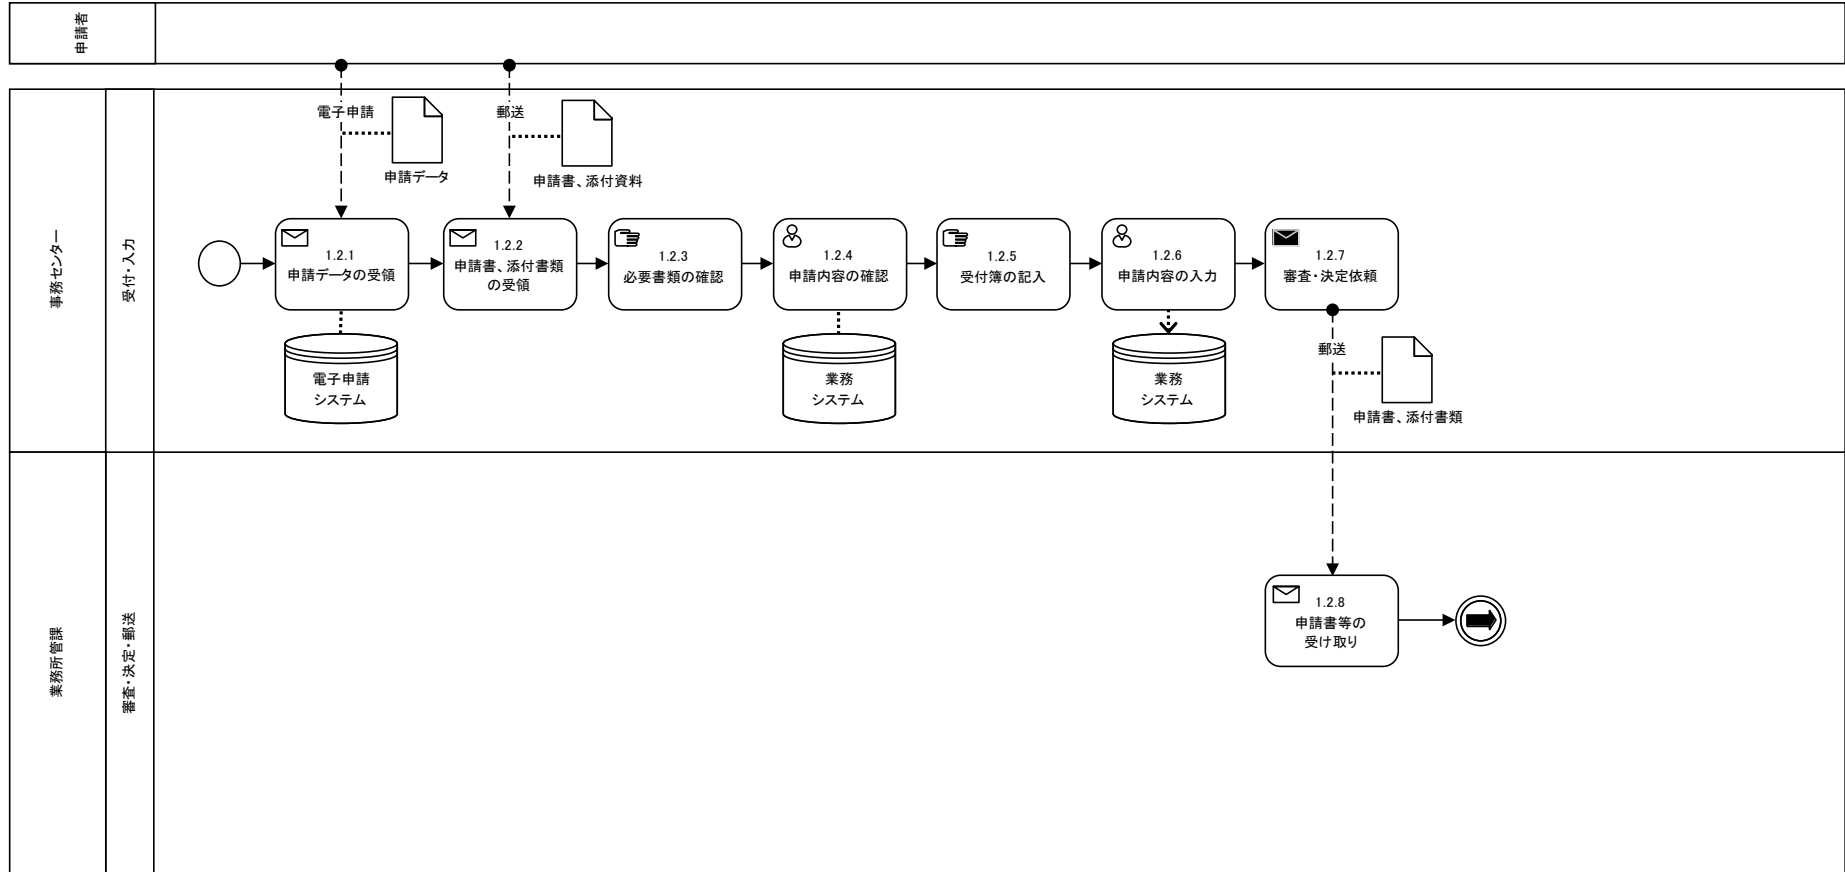 申請者
事務センター
受付・入力
電子申請
申請データ
郵送
申請書、添付資料
1.2.1
申請データの受領
1.2.2
申請書、添付書類
の受領
1.2.3
必要書類の確認
1.2.4
申請内容の確認
1.2.5
受付簿の記入
1.2.6
申請内容の入力
1.2.7
審査・決定依頼
電子申請
システム
業務
システム
業務
システム
郵送
申請書、添付書類
業務所管課
審査・決定・郵送
1.2.8
申請書等の
受け取り